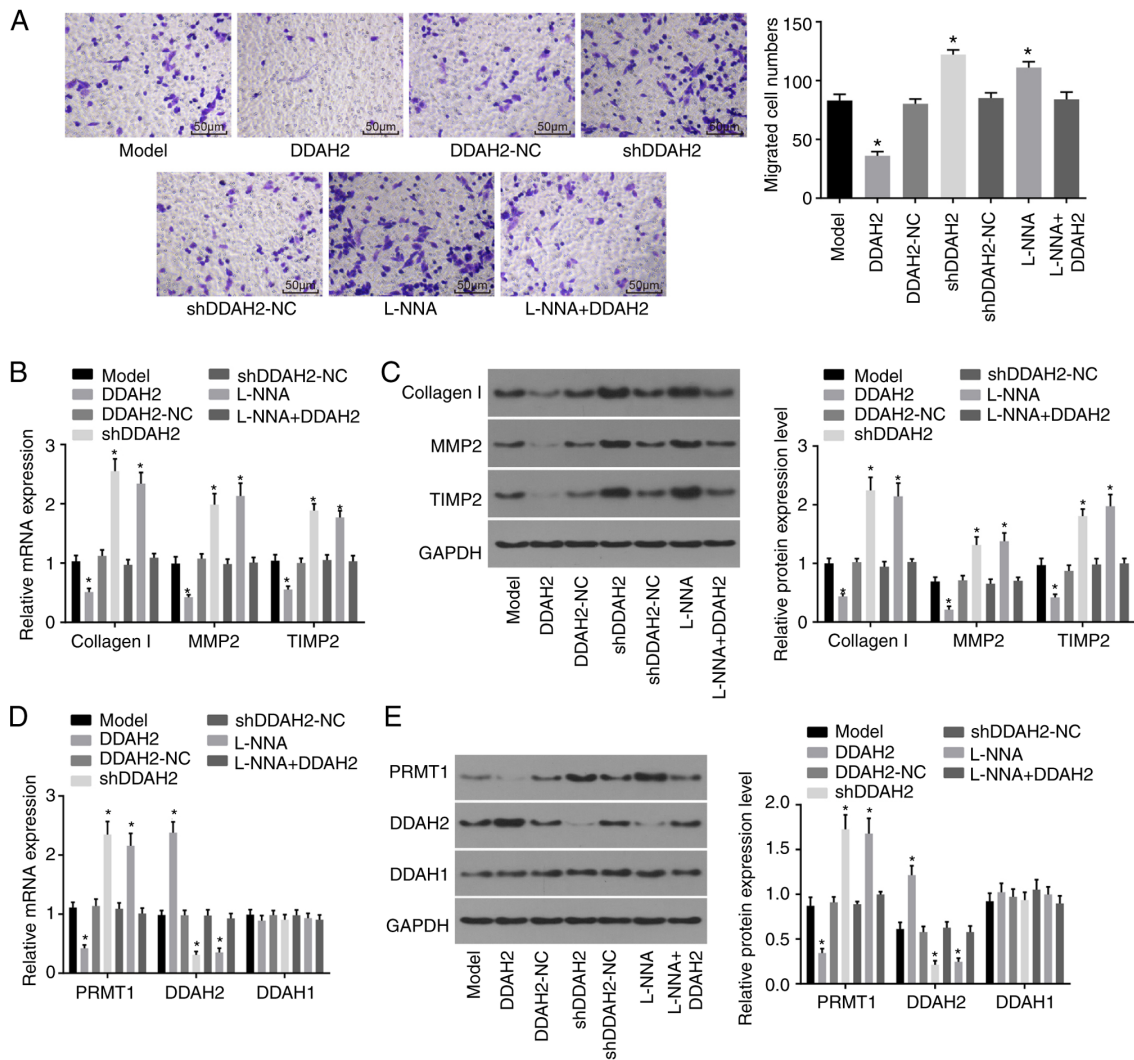 A
50μm
50μm
50μm
50μm
Model
DDAH2
DDAH2-NC
shDDAH2
50μm
50μm
50μm
shDDAH2-NC
L-NNA
L-NNA+DDAH2
Migrated cell numbers
150
100
50
0
*
*
*
Model
DDAH2
DDAH2-NC
shDDAH2
shDDAH2-NC
L-NNA
L-NNA+
DDAH2
B
Model
DDAH2
DDAH2-NC
shDDAH2
shDDAH2-NC
L-NNA
L-NNA+DDAH2
Relative mRNA expression
3
2
1
0
*
*
*
*
*
*
*
*
*
Collagen I
MMP2
TIMP2
C
Collagen I
MMP2
TIMP2
GAPDH
Model
DDAH2
DDAH2-NC
shDDAH2
shDDAH2-NC
L-NNA
L-NNA+DDAH2
Model
DDAH2
DDAH2-NC
shDDAH2
shDDAH2-NC
L-NNA
L-NNA+DDAH2
Relative protein expression level
3
2
1
0
*
*
*
*
*
*
*
*
*
Collagen I
MMP2
TIMP2
D
Model
DDAH2
DDAH2-NC
shDDAH2
shDDAH2-NC
L-NNA
L-NNA+DDAH2
Relative mRNA expression
3
2
1
0
*
*
*
*
*
*
PRMT1
DDAH2
DDAH1
E
PRMT1
DDAH2
DDAH1
GAPDH
Model
DDAH2
DDAH2-NC
shDDAH2
shDDAH2-NC
L-NNA
L-NNA+
DDAH2
Model
DDAH2
DDAH2-NC
shDDAH2
shDDAH2-NC
L-NNA
L-NNA+DDAH2
Relative protein expression level
2.0
1.5
1.0
0.5
0.0
*
*
*
*
*
*
PRMT1
DDAH2
DDAH1